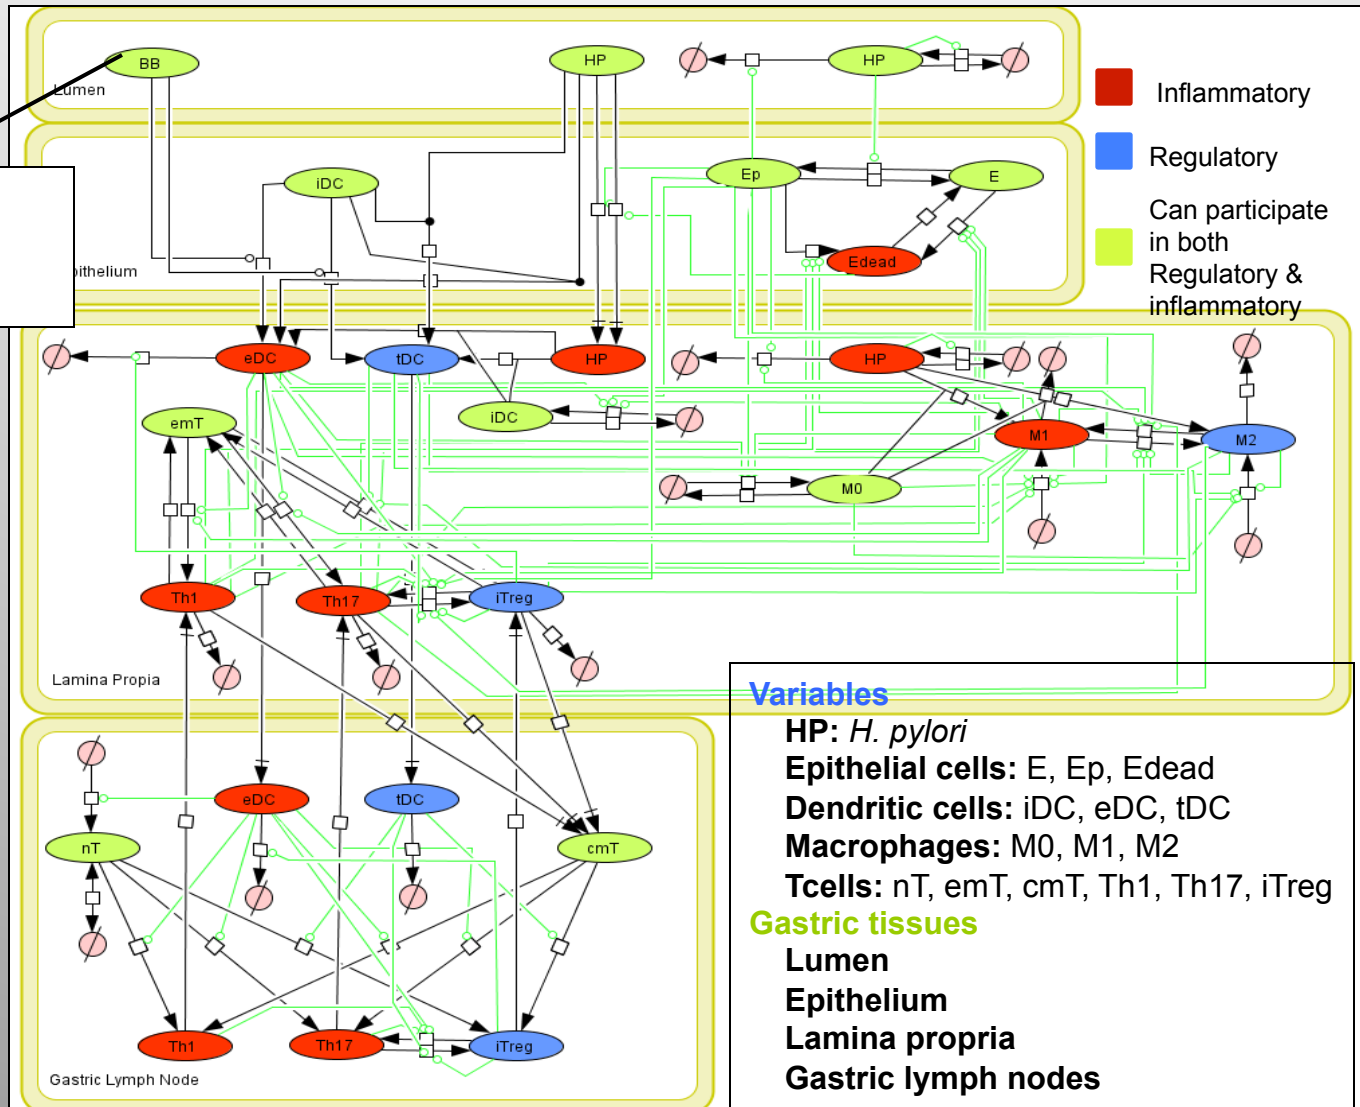 BB
HP
HP
Lumen
Inflammatory
Regulatory
Can participate
in both
Regulatory &
inflammatory
iDC
Ep
E
Edead
pithelium
eDC
tDC
HP
HP
M2
iDC
emT
M1
M0
Th1
Th17
iTreg
Lamina Propia
eDC
tDC
nT
cmT
Th1
Th17
iTreg
Gastric Lymph Node
Variables
HP: H. pylori
Epithelial cells: E, Ep, Edead
Dendritic cells: iDC, eDC, tDC
Macrophages: M0, M1, M2
Tcells: nT, emT, cmT, Th1, Th17, iTreg
Gastric tissues
Lumen
Epithelium
Lamina propria
Gastric lymph nodes